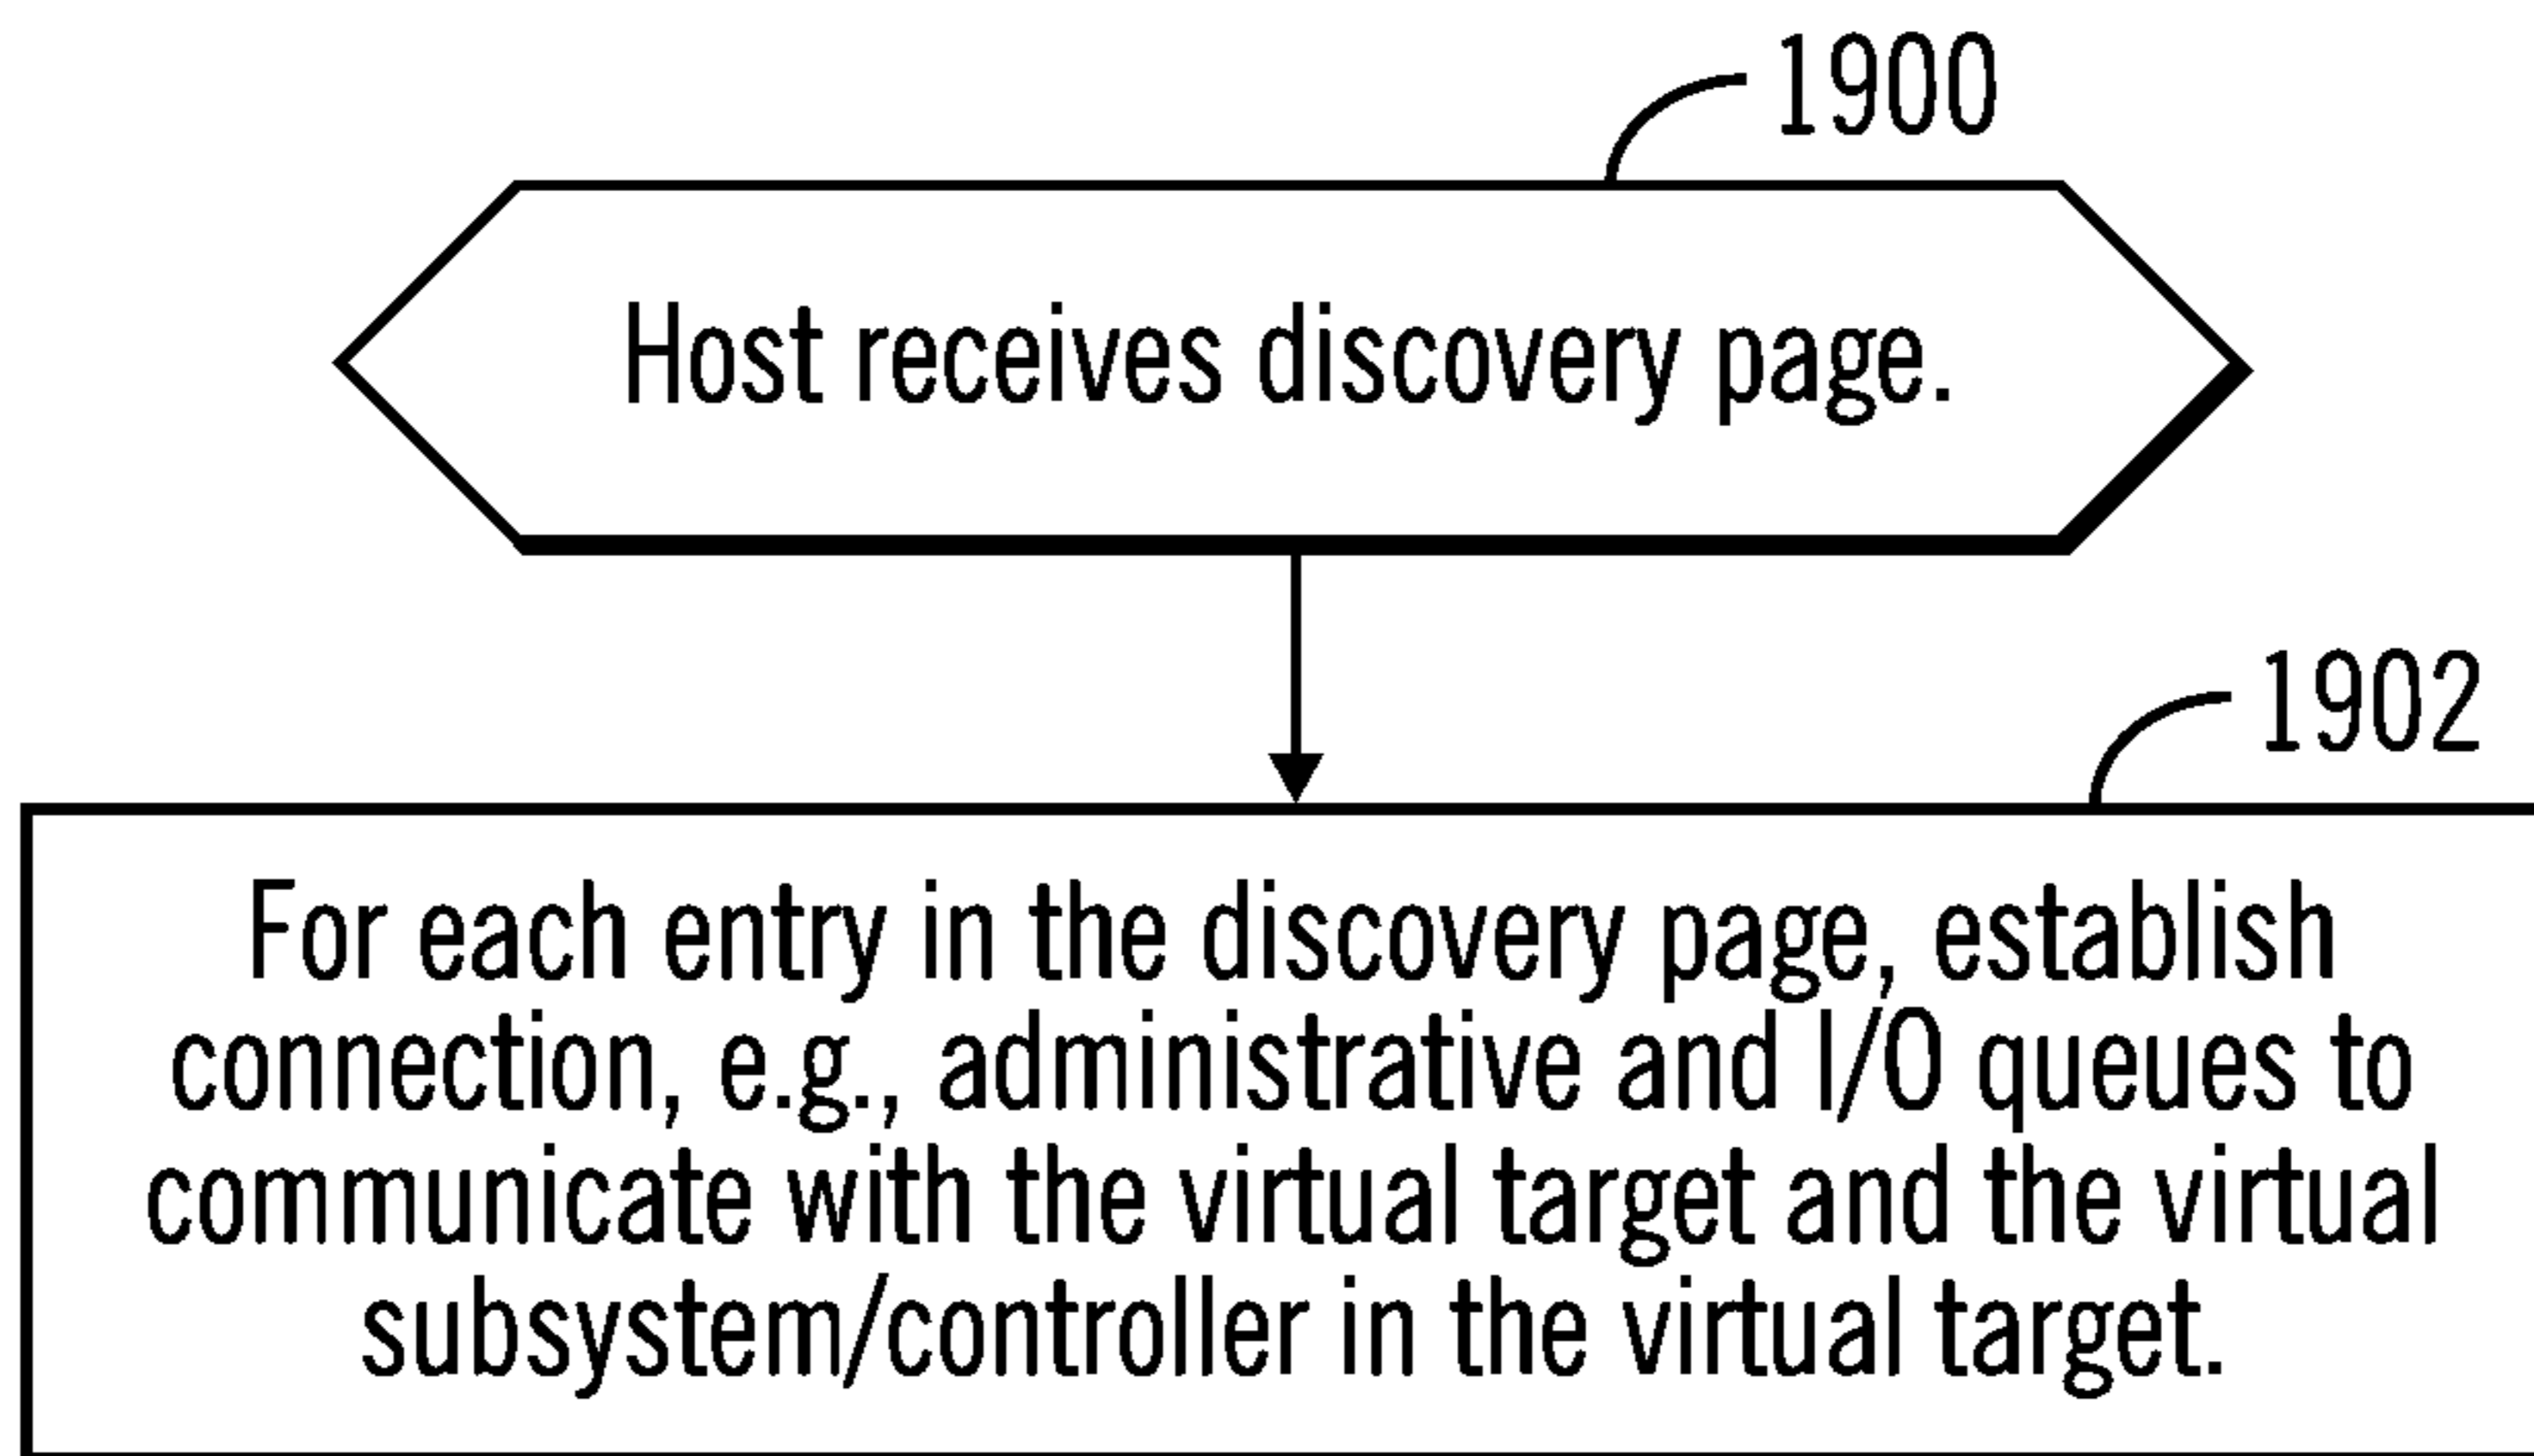 1900
Host receives discovery page.
1902
For each entry in the discovery page, establish
connection, e.g., administrative and I/O queues to
communicate with the virtual target and the virtual
subsystem/controller in the virtual target.